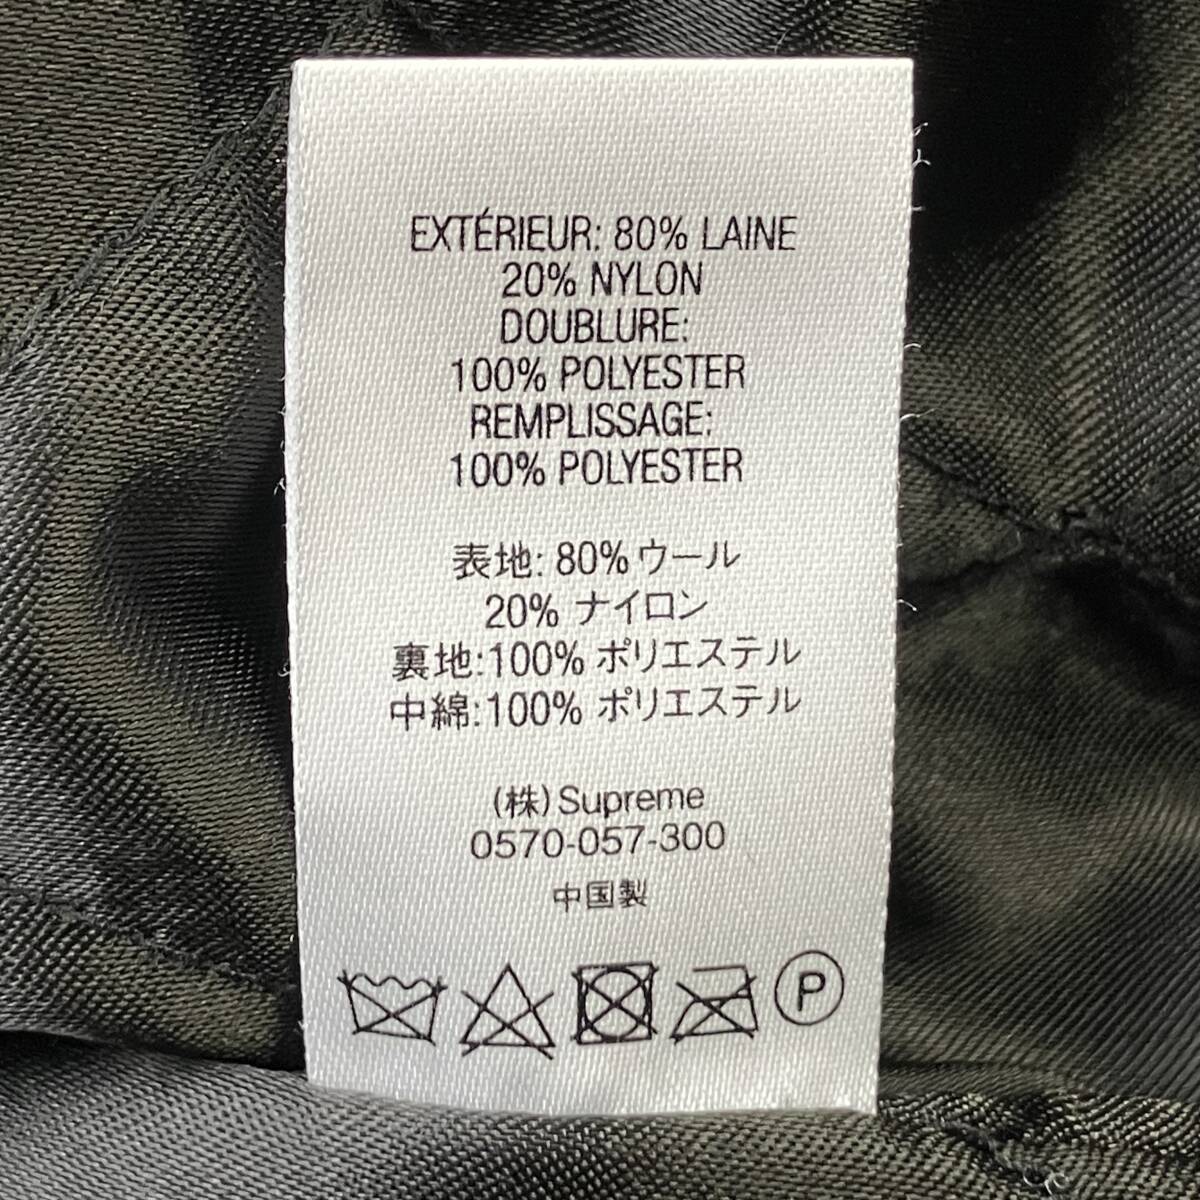 EXTÉRIEUR: 80% LAINE
20% NYLON
DOUBLURE:
100% POLYESTER
REMPLISSAGE:
100% POLYESTER
表地: 80% ウール
20% ナイロン
裏地:100% ポリエステル
中綿:100% ポリエステル
(株)Supreme
0570-057-300
中国製
P